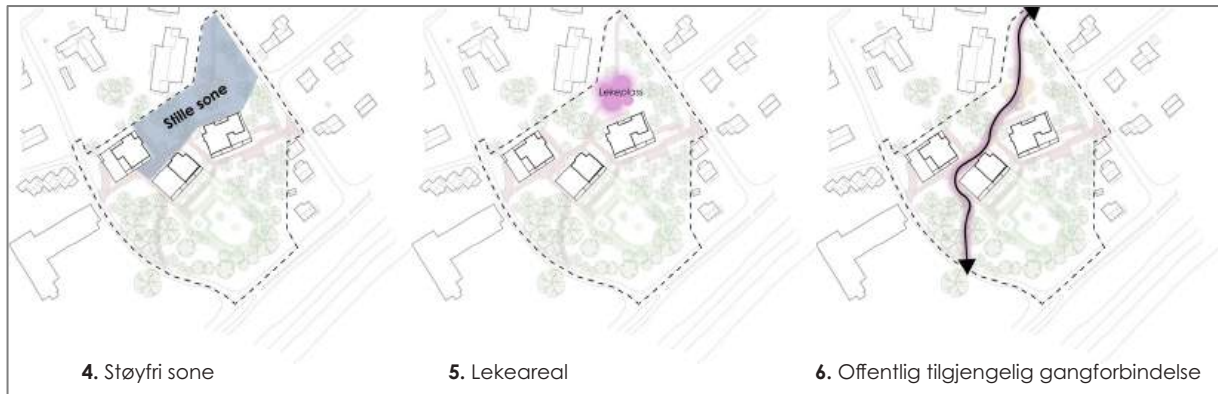 Stille sone
Lekeplass
4. Støyfri sone
5. Lekeareal
6. Offentlig tilgjengelig gangforbindelse